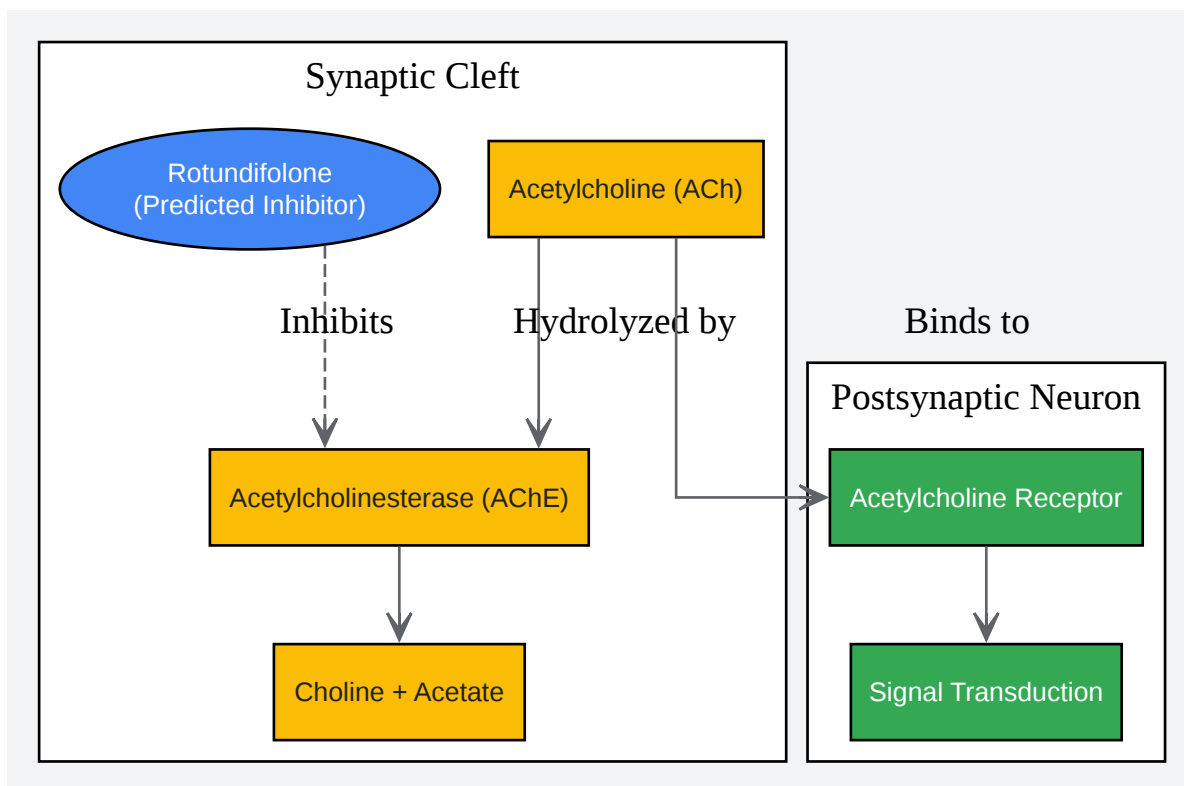 Synaptic Cleft
Rotundifolone
(Predicted Inhibitor)
Acetylcholine (ACh)
Inhibits
Hydrolyzed by
Binds to
Postsynaptic Neuron
Acetylcholinesterase (AChE)
Acetylcholine Receptor
Choline + Acetate
Signal Transduction